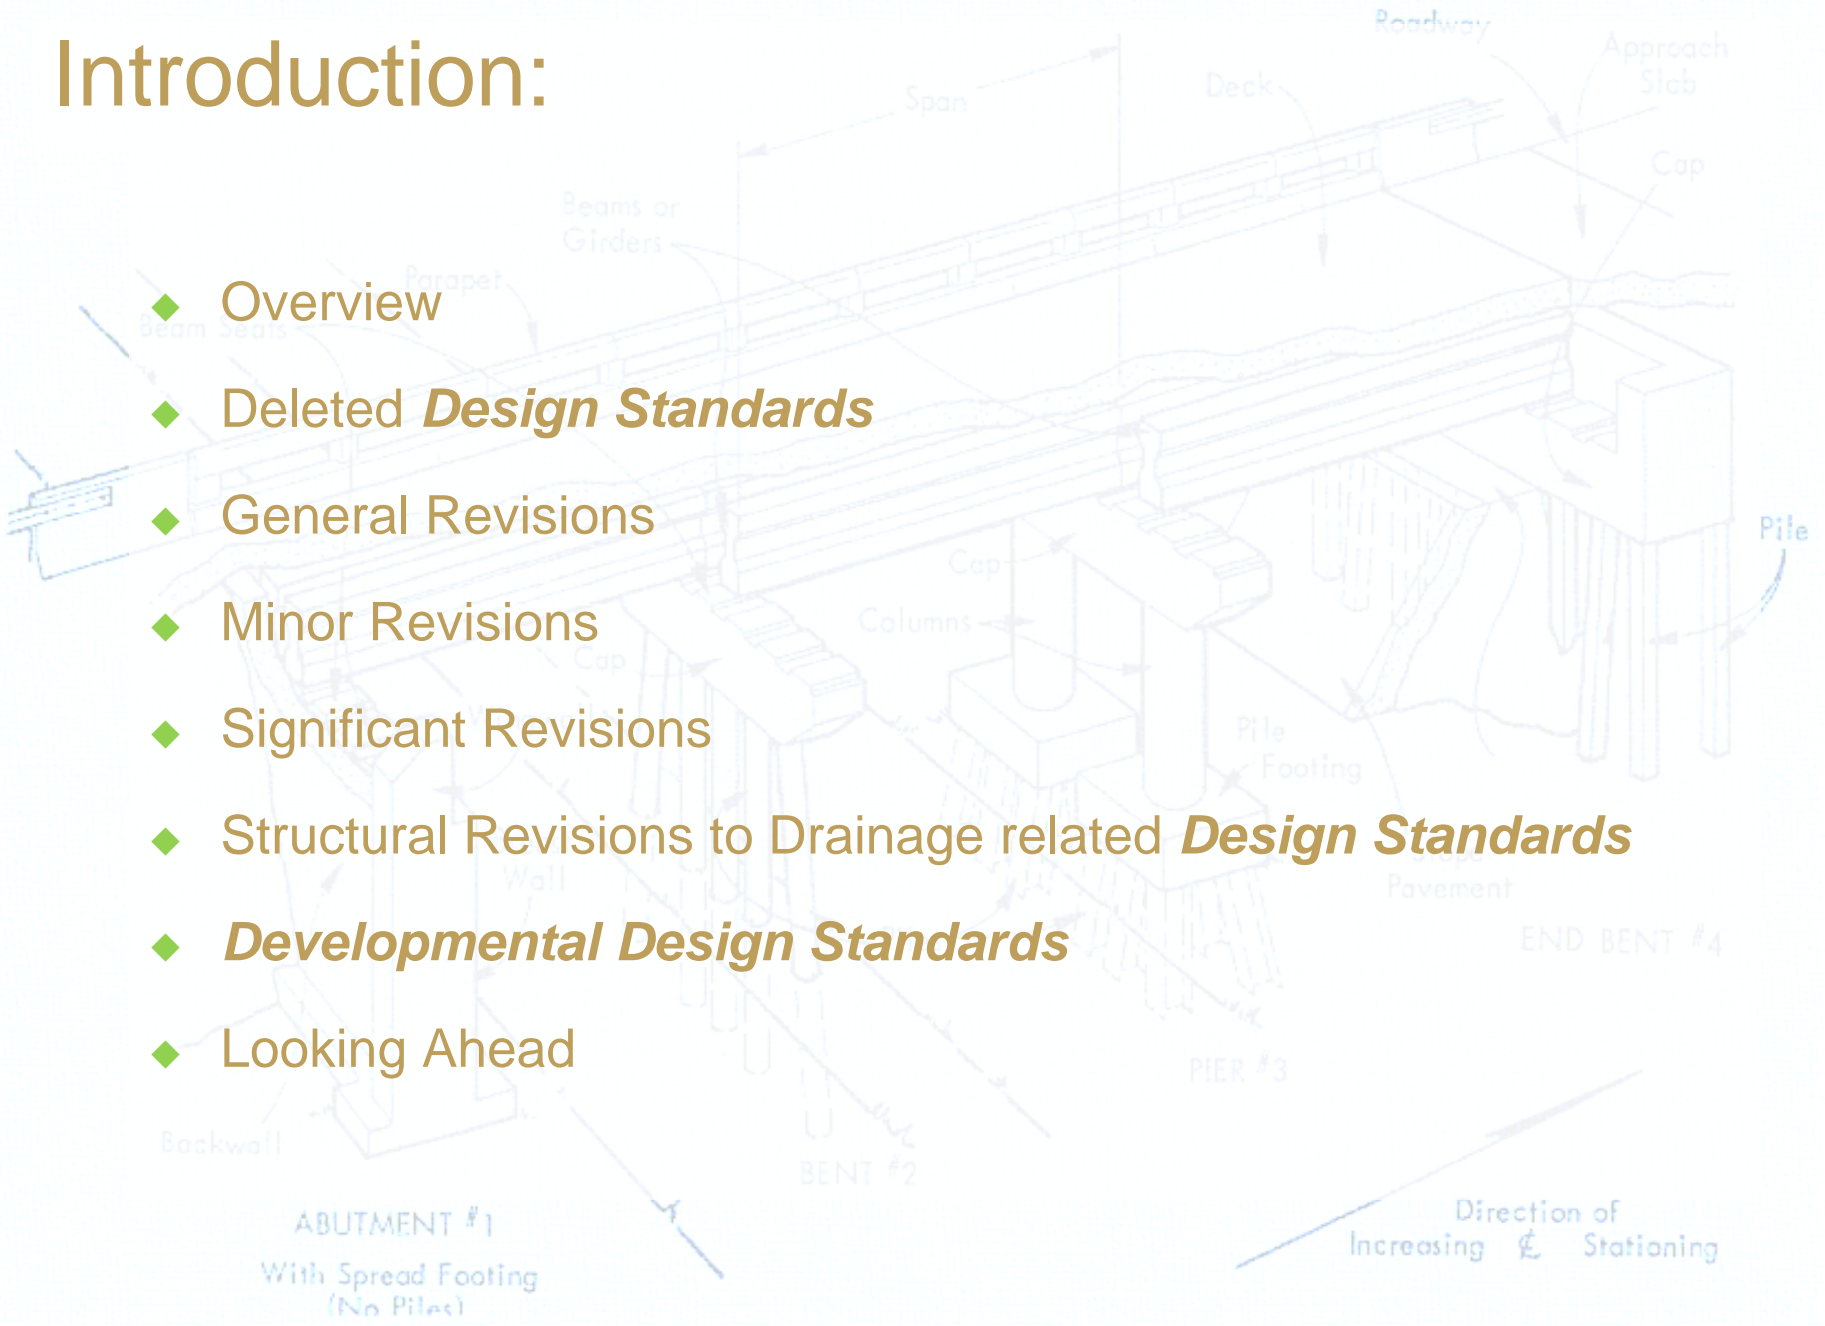 Introduction:
Overview
Deleted Design Standards
General Revisions
Minor Revisions
Significant Revisions
Structural Revisions to Drainage related Design Standards
Developmental Design Standards
Looking Ahead
Roadway
Approach
Slab
Span
Deck
Cap
Beams or
Girders
Parapet
Beam Seats
Pile
Cap
Columns
Cap
Pile
Footing
Wall
Slope
Pavement
END BENT #4
PIER #3
Backwall
BENT #2
ABUTMENT #1
With Spread Footing
(No Piles)
Direction of
Increasing ℄ Stationing